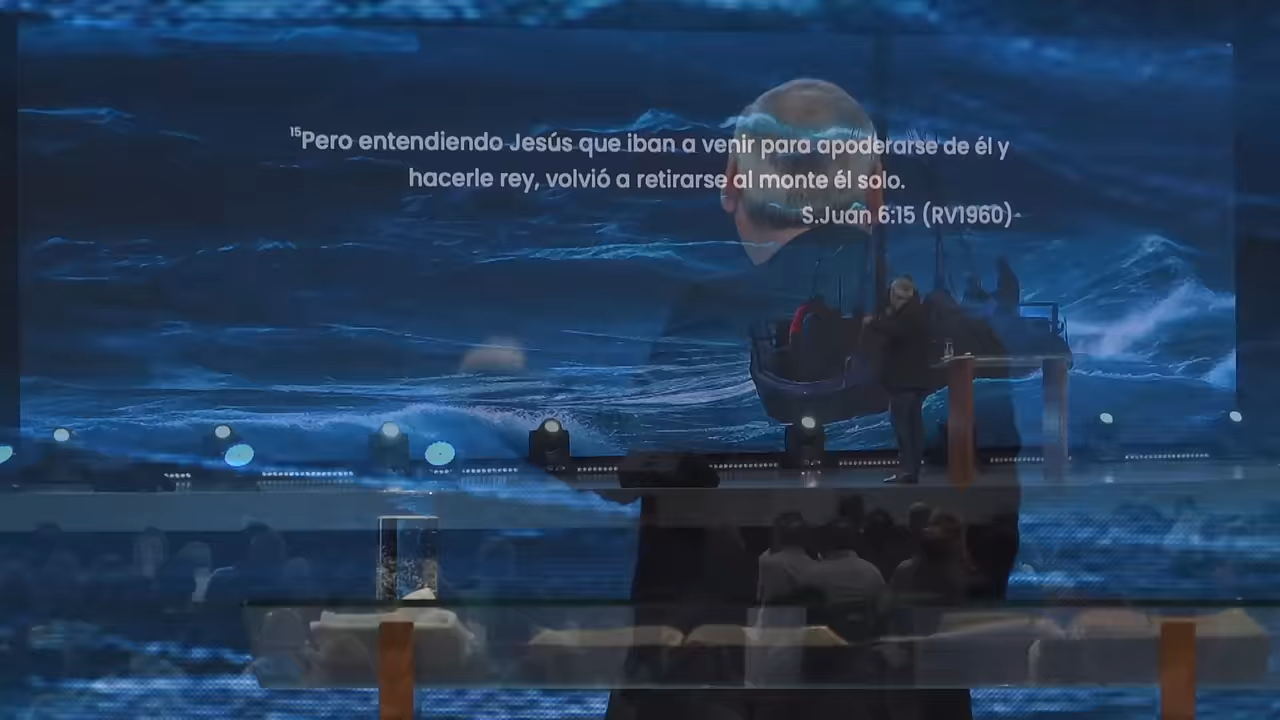 ¹⁵Pero entendiendo Jesús que iban a venir para apoderarse de él y
hacerle rey, volvió a retirarse al monte él solo.
S.Juan 6:15 (RV1960)